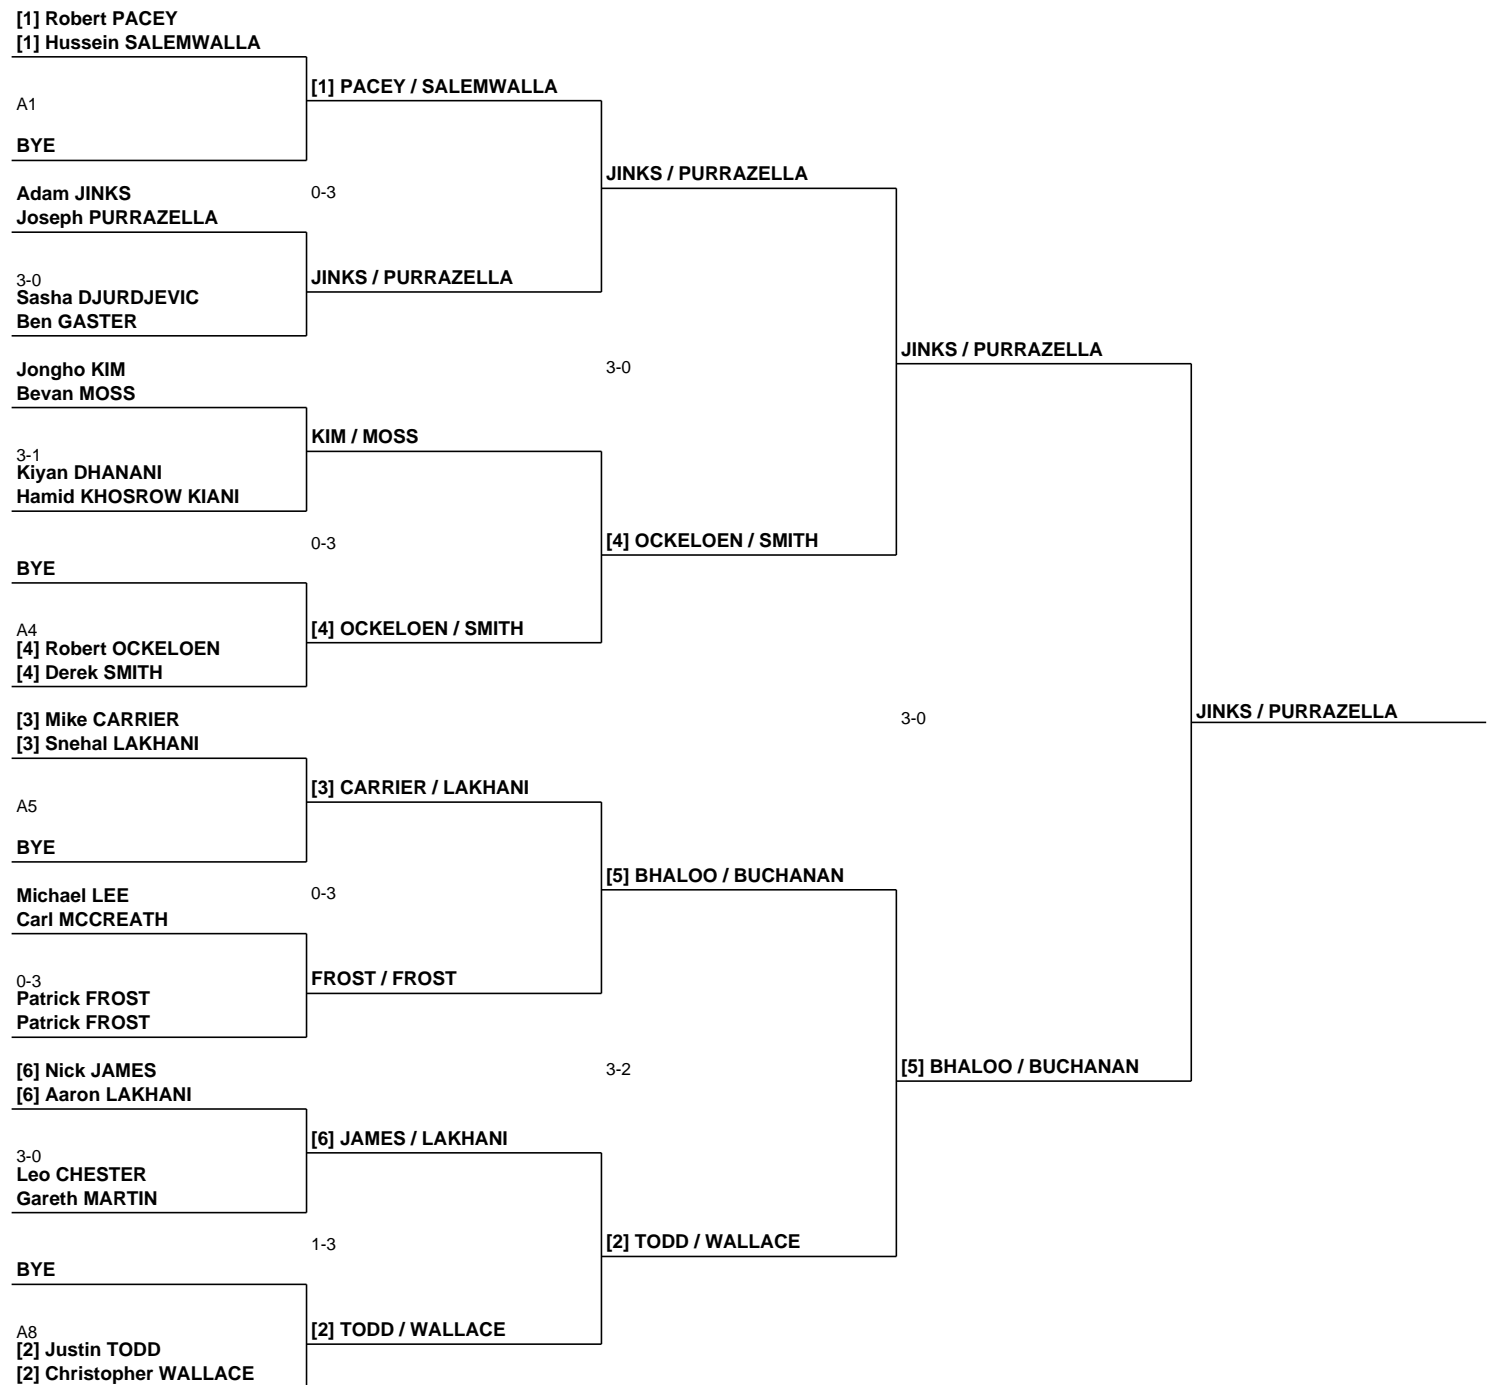 [1] Robert PACEY
[1] Hussein SALEMWALLA
[1] PACEY / SALEMWALLA
A1
BYE
JINKS / PURRAZELLA
Adam JINKS
0-3
Joseph PURRAZELLA
3-0
JINKS / PURRAZELLA
Sasha DJURDJEVIC
Ben GASTER
JINKS / PURRAZELLA
Jongho KIM
3-0
Bevan MOSS
KIM / MOSS
3-1
Kiyan DHANANI
Hamid KHOSROW KIANI
0-3
[4] OCKELOEN / SMITH
BYE
A4
[4] OCKELOEN / SMITH
[4] Robert OCKELOEN
[4] Derek SMITH
[3] Mike CARRIER
3-0
JINKS / PURRAZELLA
[3] Snehal LAKHANI
[3] CARRIER / LAKHANI
A5
BYE
[5] BHALOO / BUCHANAN
Michael LEE
0-3
Carl MCCREATH
0-3
FROST / FROST
Patrick FROST
Patrick FROST
[6] Nick JAMES
3-2
[5] BHALOO / BUCHANAN
[6] Aaron LAKHANI
[6] JAMES / LAKHANI
3-0
Leo CHESTER
Gareth MARTIN
1-3
[2] TODD / WALLACE
BYE
A8
[2] TODD / WALLACE
[2] Justin TODD
[2] Christopher WALLACE